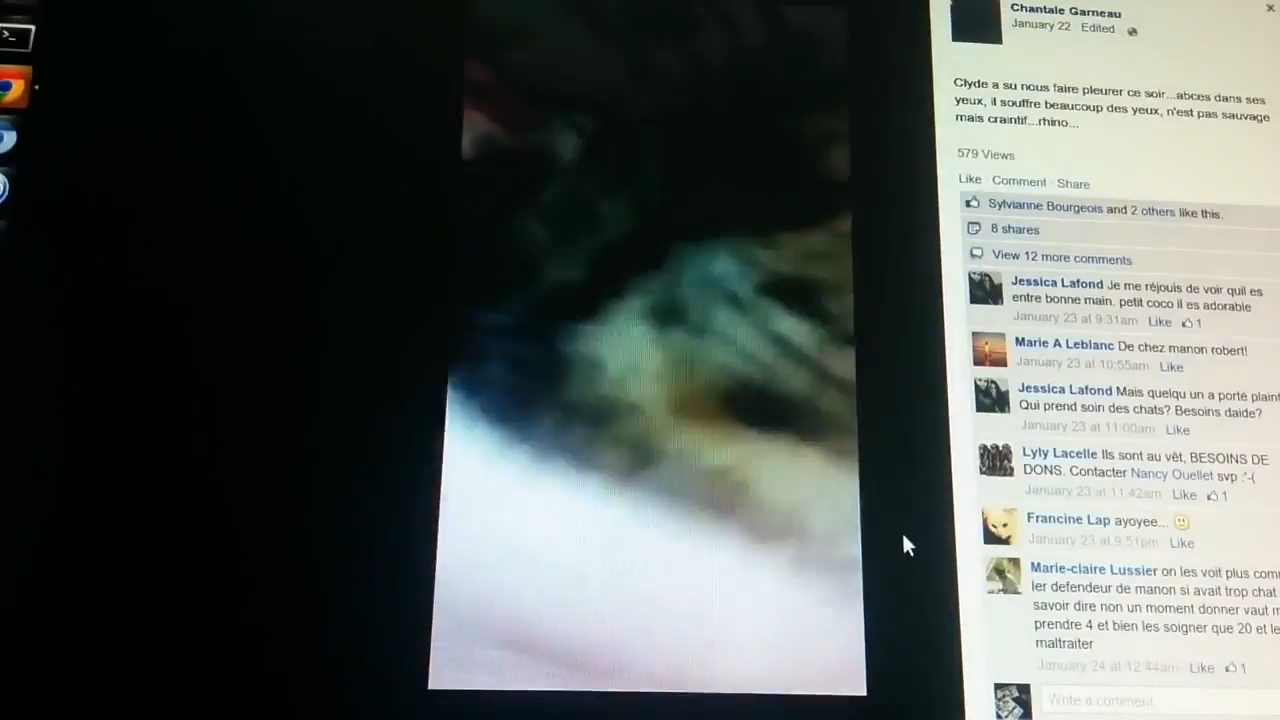 Chantale Garneau
January 22 Edited
Clyde a su nous faire pleurer ce soir...abces dans ses
yeux, il souffre beaucoup des yeux, n'est pas sauvage
mais craintif...rhino...
579 Views
Like · Comment · Share
Sylvianne Bourgeois and 2 others like this.
8 shares
View 12 more comments
Jessica Lafond Je me réjouis de voir quil es
entre bonne main. petit coco il es adorable
January 23 at 9:31am Like 1
Marie A Leblanc De chez manon robert!
January 23 at 10:55am Like
Jessica Lafond Mais quelqu un a porté plaint
Qui prend soin des chats? Besoins daide?
January 23 at 11:00am Like
Lyly Lacelle Ils sont au vêt, BESOINS DE
DONS. Contacter Nancy Ouellet svp :'-(
January 23 at 11:42am Like 1
Francine Lap ayoyee...
January 23 at 9:51pm Like
Marie-claire Lussier on les voit plus com
ler defendeur de manon si avait trop chat
savoir dire non un moment donner vaut m
prendre 4 et bien les soigner que 20 et le
maltraiter
January 24 at 12:44am Like 1
Write a comment...